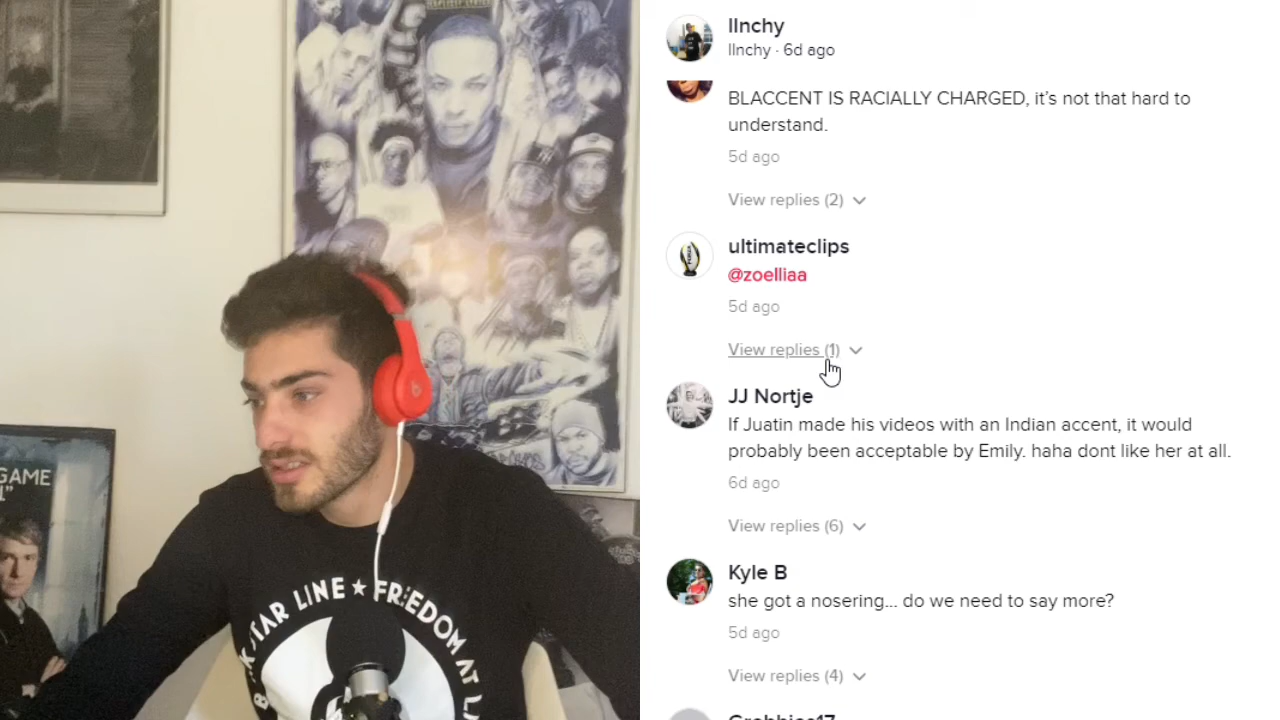 llnchy
llnchy · 6d ago
BLACCENT IS RACIALLY CHARGED, it's not that hard to
understand.
5d ago
View replies (2)
ultimateclips
@zoelliaa
5d ago
View replies (1)
JJ Nortje
If Juatin made his videos with an Indian accent, it would
probably been acceptable by Emily. haha dont like her at all.
6d ago
View replies (6)
Kyle B
she got a nosering... do we need to say more?
5d ago
View replies (4)
GAME
STAR LINE ★ FREEDOM AT